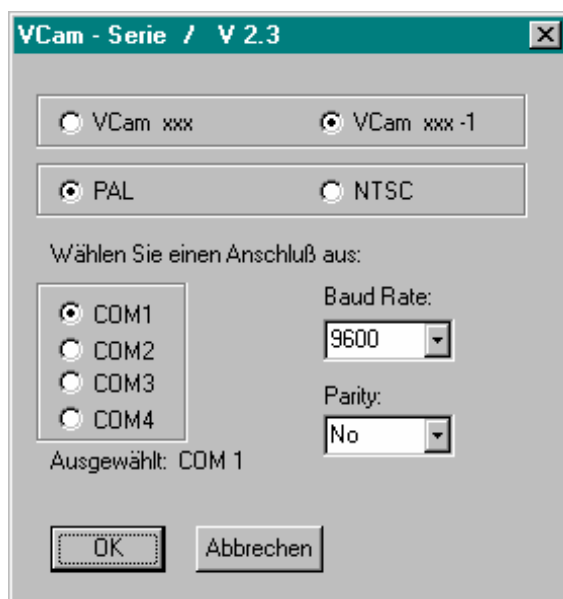 VCam - Serie / V 2.3
VCam xxx
VCam xxx -1
PAL
NTSC
Wählen Sie einen Anschluß aus:
COM1
COM2
COM3
COM4
Ausgewählt: COM 1
Baud Rate:
9600
Parity:
No
OK
Abbrechen